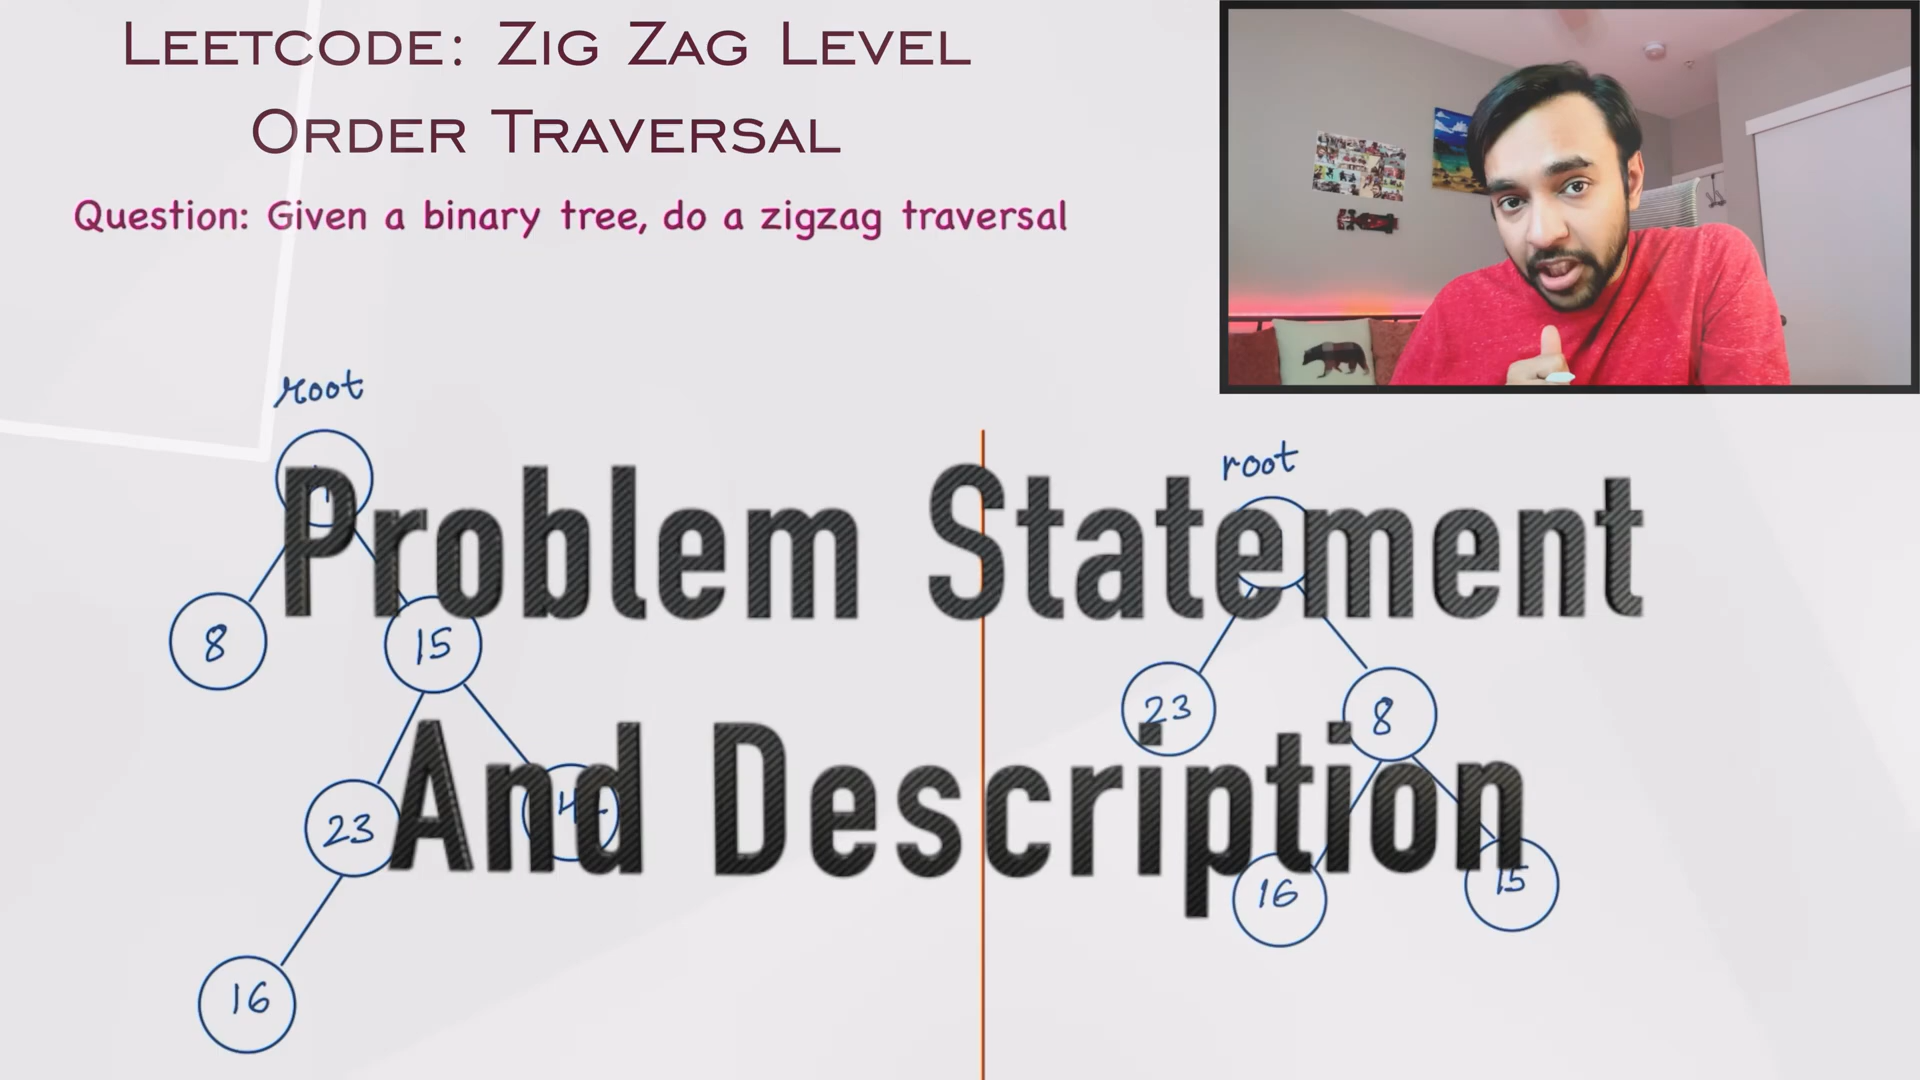 LEETCODE: ZIG ZAG LEVEL
ORDER TRAVERSAL
Question: Given a binary tree, do a zigzag traversal
root
root
Problem Statement
8
15
23
8
And Description
23
16
15
16